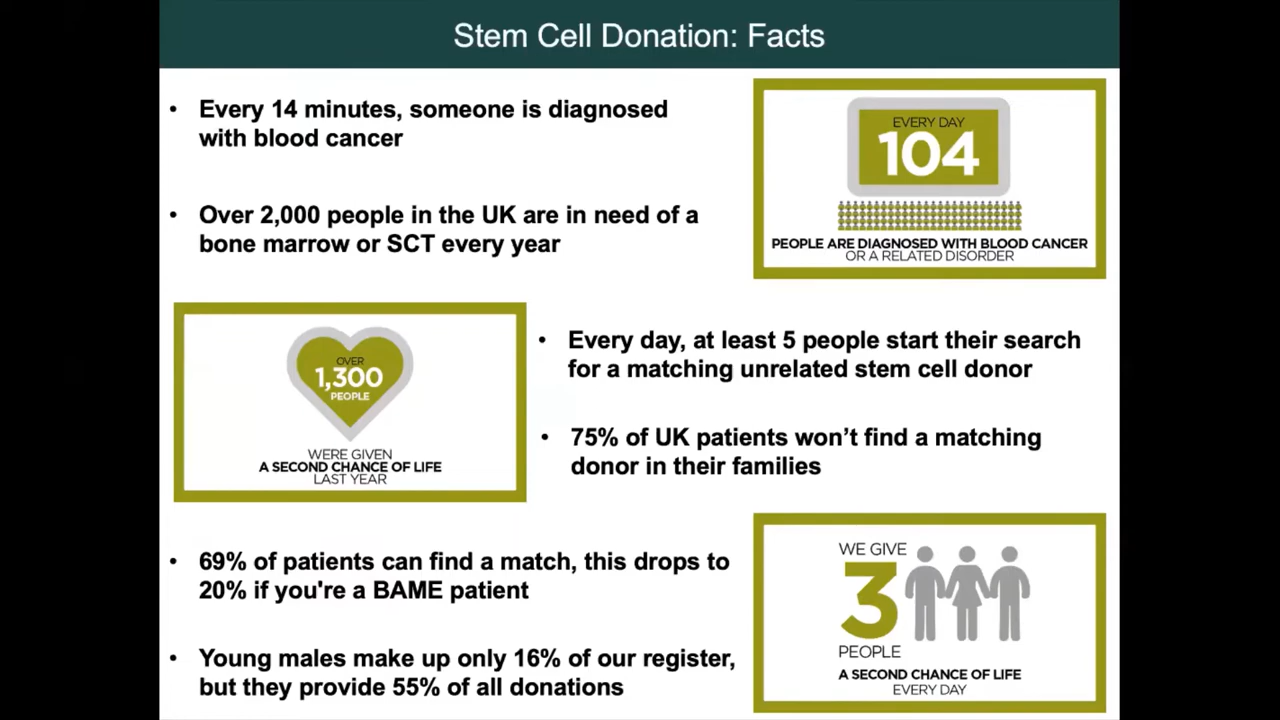 Stem Cell Donation: Facts
• Every 14 minutes, someone is diagnosed
with blood cancer
• Over 2,000 people in the UK are in need of a
bone marrow or SCT every year
EVERY DAY
104
PEOPLE ARE DIAGNOSED WITH BLOOD CANCER
OR A RELATED DISORDER
OVER
1,300
PEOPLE
WERE GIVEN
A SECOND CHANCE OF LIFE
LAST YEAR
• Every day, at least 5 people start their search
for a matching unrelated stem cell donor
• 75% of UK patients won’t find a matching
donor in their families
• 69% of patients can find a match, this drops to
20% if you're a BAME patient
• Young males make up only 16% of our register,
but they provide 55% of all donations
WE GIVE
3
PEOPLE
A SECOND CHANCE OF LIFE
EVERY DAY